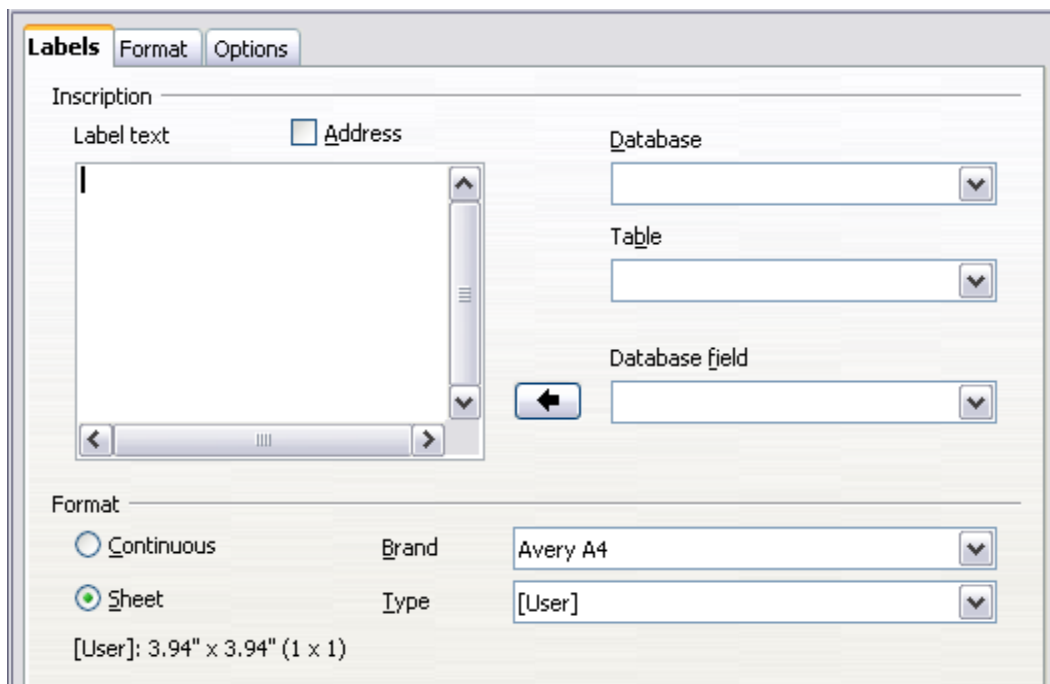 Labels Format Options
Inscription
Label text Address Database
Table
Database field
Format
Continuous Brand Avery A4
Sheet Type [User]
[User]: 3.94" x 3.94" (1 x 1)